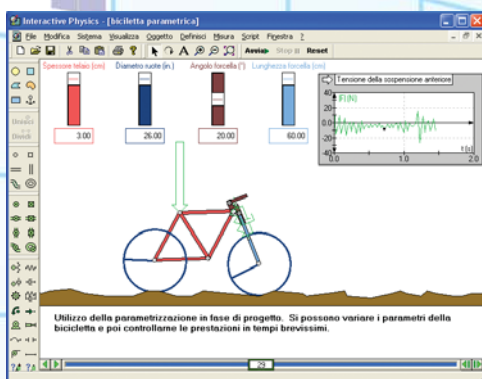 Interactive Physics - [bicicletta parametrica]
File Modifica Sistema Visualizza Oggetto Definisci Misura Script Finestra ?
Avvia Stop Reset
Spessore telaio (cm) Diametro ruote (in.) Angolo forcella (°) Lunghezza forcella (cm)
3.00 26.00 20.00 60.00
Tensione della sospensione anteriore
|F| (N)
40
20
0.0
-20
-40
0.0 1.0 2.0
t (s)
Unisci
Dividi
Utilizzo della parametrizzazione in fase di progetto. Si possono variare i parametri della
bicicletta e poi controllarne le prestazioni in tempi brevissimi.
29